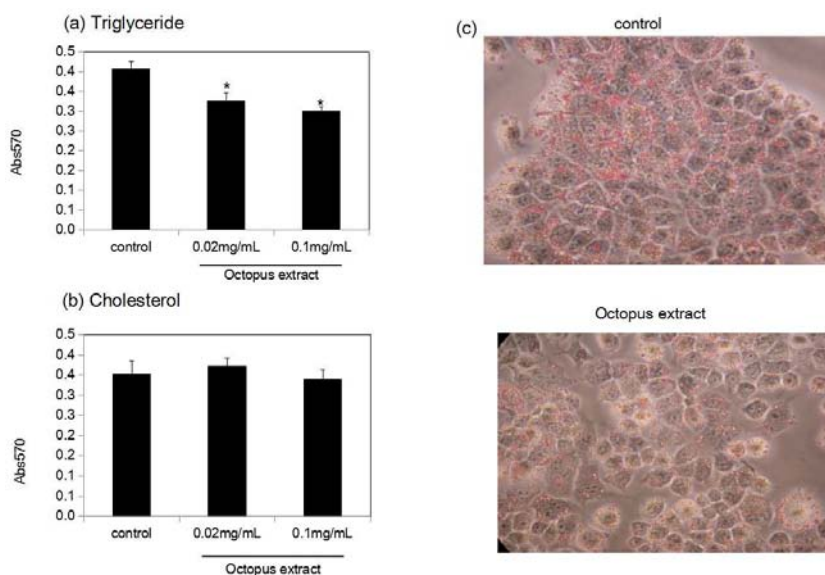 (a) Triglyceride
0.5
0.4
0.4
0.3
0.3
0.2
0.2
0.1
0.1
0.0
Abs570
*
*
control 0.02mg/mL 0.1mg/mL
Octopus extract
(b) Cholesterol
0.5
0.4
0.4
0.3
0.3
0.2
0.2
0.1
0.1
0.0
Abs570
control 0.02mg/mL 0.1mg/mL
Octopus extract
(c) control
Octopus extract